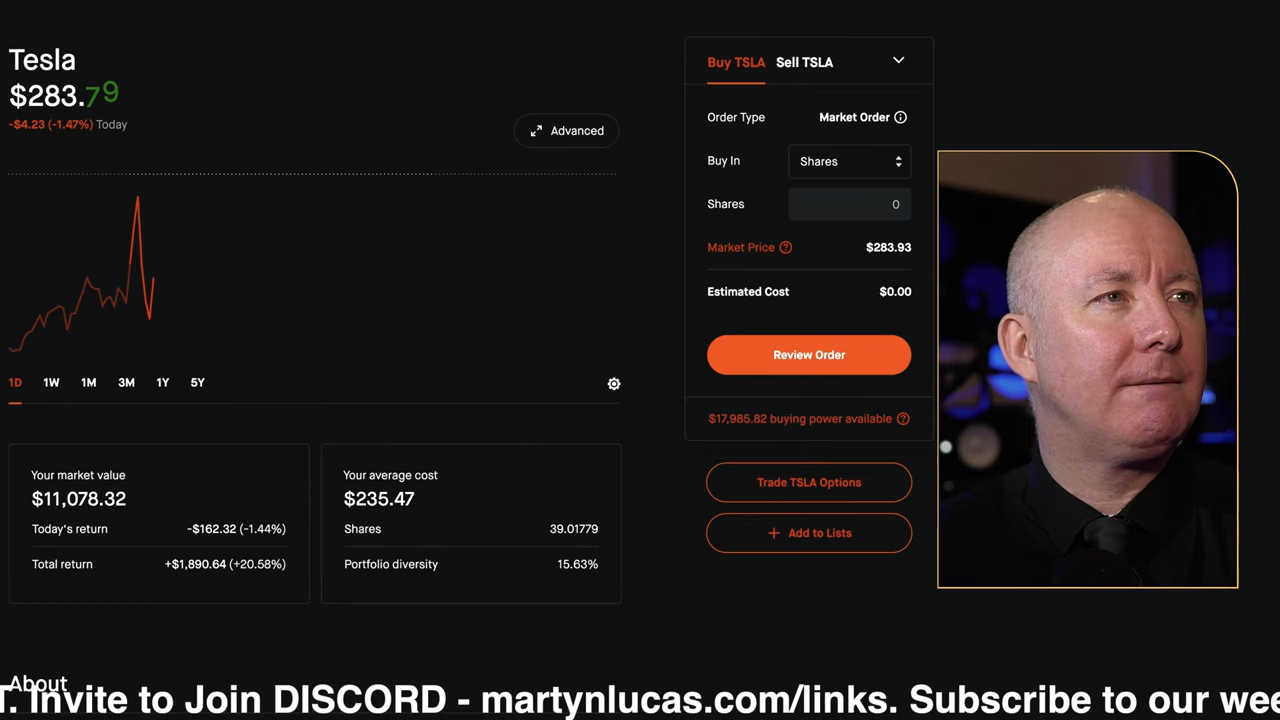 Tesla
$283.79
-$4.23 (-1.47%) Today
Advanced
1D 1W 1M 3M 1Y 5Y
Your market value
$11,078.32
Today's return -$162.32 (-1.44%)
Total return +$1,890.64 (+20.58%)
Your average cost
$235.47
Shares 39.01779
Portfolio diversity 15.63%
Buy TSLA Sell TSLA
Order Type Market Order
Buy In Shares
Shares 0
Market Price $283.93
Estimated Cost $0.00
Review Order
$17,985.82 buying power available
Trade TSLA Options
+ Add to Lists
About
T. Invite to Join DISCORD - martynlucas.com/links. Subscribe to our wee